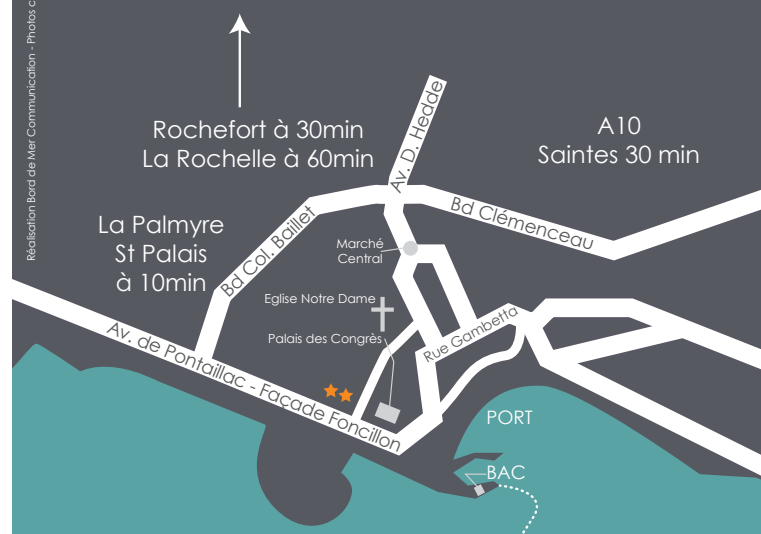 Réalisation Bord de Mer Communication - Photos
Rochefort à 30min
La Rochelle à 60min
Av. D. Hedde
A10
Saintes 30 min
La Palmyre
St Palais
à 10min
Bd Col. Baillet
Bd Clémenceau
Marché
Central
Eglise Notre Dame
Palais des Congrès
Rue Gambetta
Av. de Pontaillac - Façade Foncillon
PORT
BAC